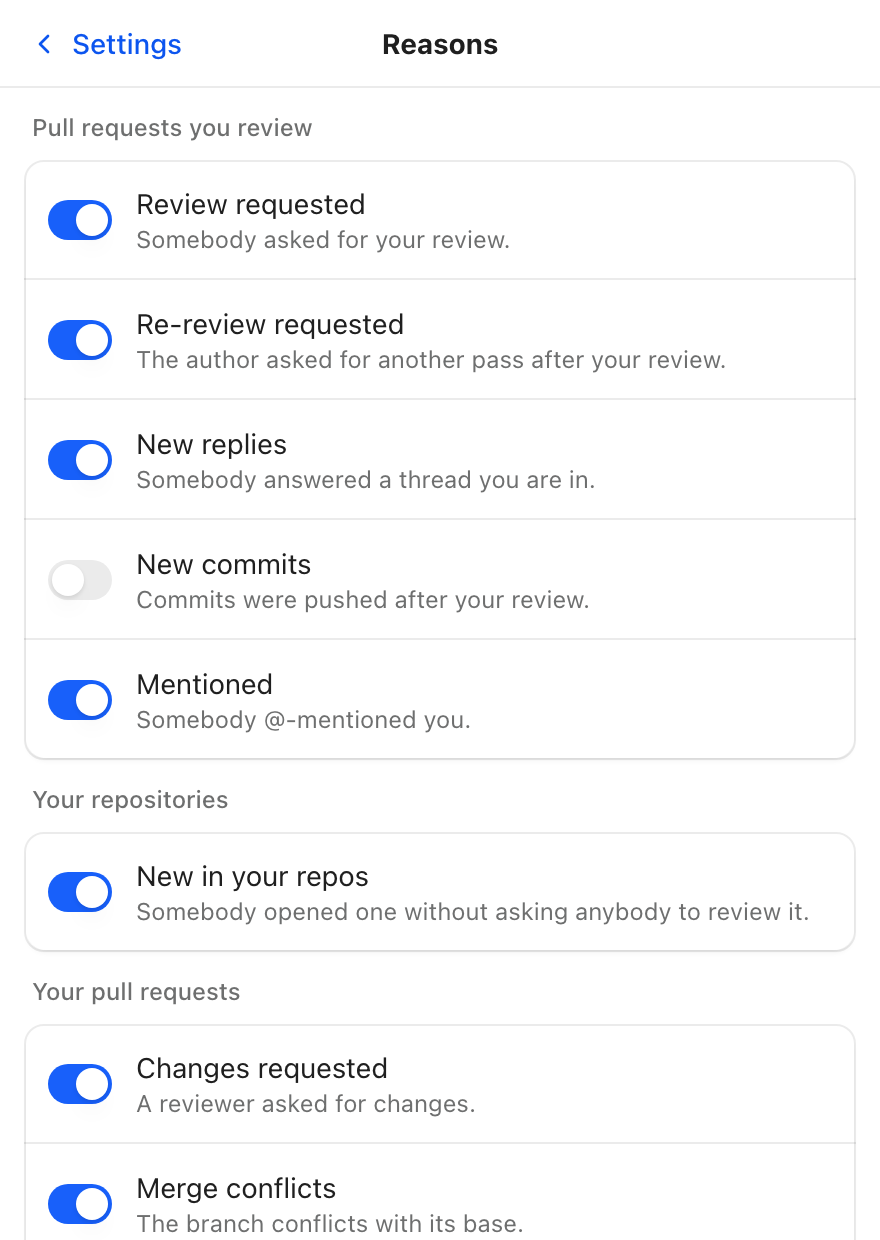 Settings
Reasons
Pull requests you review
Review requested
Somebody asked for your review.
Re-review requested
The author asked for another pass after your review.
New replies
Somebody answered a thread you are in.
New commits
Commits were pushed after your review.
Mentioned
Somebody @-mentioned you.
Your repositories
New in your repos
Somebody opened one without asking anybody to review it.
Your pull requests
Changes requested
A reviewer asked for changes.
Merge conflicts
The branch conflicts with its base.